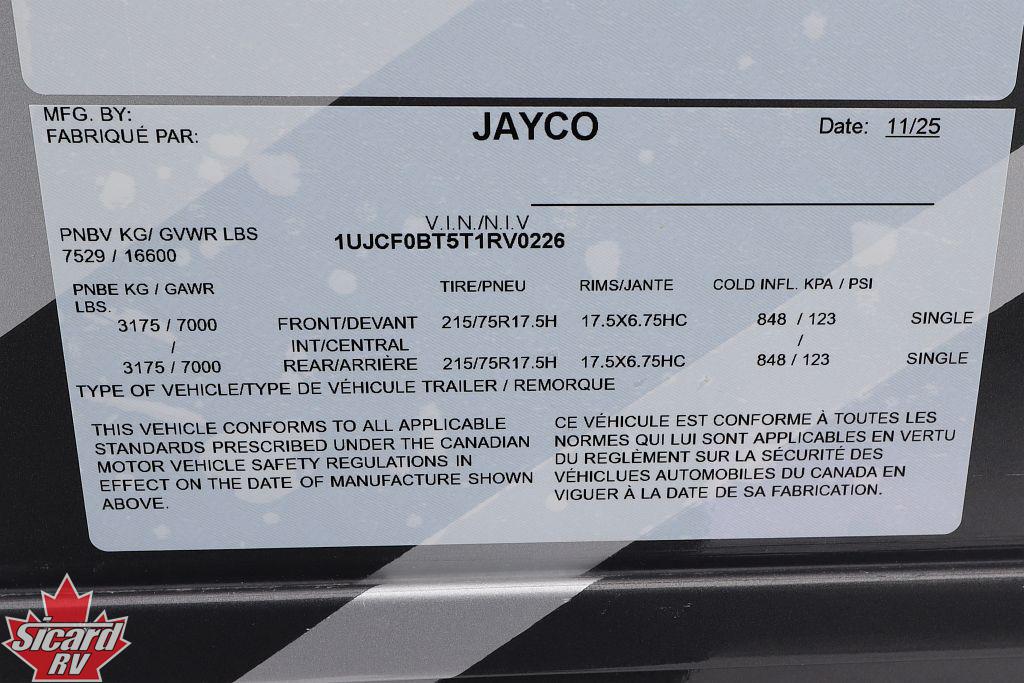 MFG. BY:
FABRIQUÉ PAR:
JAYCO
Date: 11/25
V.I.N./N.I.V
1UJCF0BT5T1RV0226
PNBV KG/ GVWR LBS
7529 / 16600
PNBE KG / GAWR
LBS.
TIRE/PNEU RIMS/JANTE COLD INFL. KPA / PSI
3175 / 7000 FRONT/DEVANT 215/75R17.5H 17.5X6.75HC 848 / 123 SINGLE
/ INT/CENTRAL /
3175 / 7000 REAR/ARRIÈRE 215/75R17.5H 17.5X6.75HC 848 / 123 SINGLE
TYPE OF VEHICLE/TYPE DE VÉHICULE TRAILER / REMORQUE
THIS VEHICLE CONFORMS TO ALL APPLICABLE
STANDARDS PRESCRIBED UNDER THE CANADIAN
MOTOR VEHICLE SAFETY REGULATIONS IN
EFFECT ON THE DATE OF MANUFACTURE SHOWN
ABOVE.
CE VÉHICULE EST CONFORME À TOUTES LES
NORMES QUI LUI SONT APPLICABLES EN VERTU
DU REGLÈMENT SUR LA SÉCURITÉ DES
VÉHICLUES AUTOMOBILES DU CANADA EN
VIGUER À LA DATE DE SA FABRICATION.
Sicard
RV